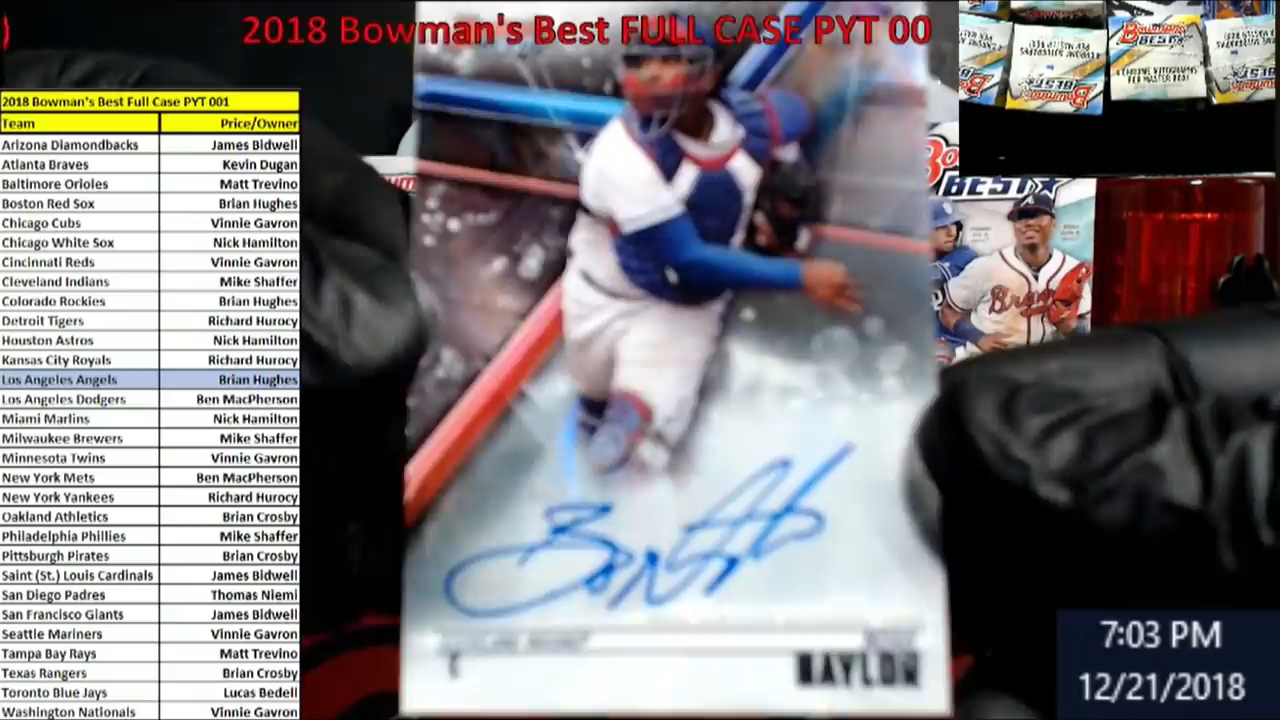 )
2018 Bowman's Best FULL CASE PYT 00
2018 Bowman's Best Full Case PYT 001
Team Price/Owner
Arizona Diamondbacks James Bidwell
Atlanta Braves Kevin Dugan
Baltimore Orioles Matt Trevino
Boston Red Sox Brian Hughes
Chicago Cubs Vinnie Gavron
Chicago White Sox Nick Hamilton
Cincinnati Reds Vinnie Gavron
Cleveland Indians Mike Shaffer
Colorado Rockies Brian Hughes
Detroit Tigers Richard Hurocy
Houston Astros Nick Hamilton
Kansas City Royals Richard Hurocy
Los Angeles Angels Brian Hughes
Los Angeles Dodgers Ben MacPherson
Miami Marlins Nick Hamilton
Milwaukee Brewers Mike Shaffer
Minnesota Twins Vinnie Gavron
New York Mets Ben MacPherson
New York Yankees Richard Hurocy
Oakland Athletics Brian Crosby
Philadelphia Phillies Mike Shaffer
Pittsburgh Pirates Brian Crosby
Saint (St.) Louis Cardinals James Bidwell
San Diego Padres Thomas Niemi
San Francisco Giants James Bidwell
Seattle Mariners Vinnie Gavron
Tampa Bay Rays Matt Trevino
Texas Rangers Brian Crosby
Toronto Blue Jays Lucas Bedell
Washington Nationals Vinnie Gavron
NAYLOR
BEST
Bowman's
BEST
7:03 PM
12/21/2018